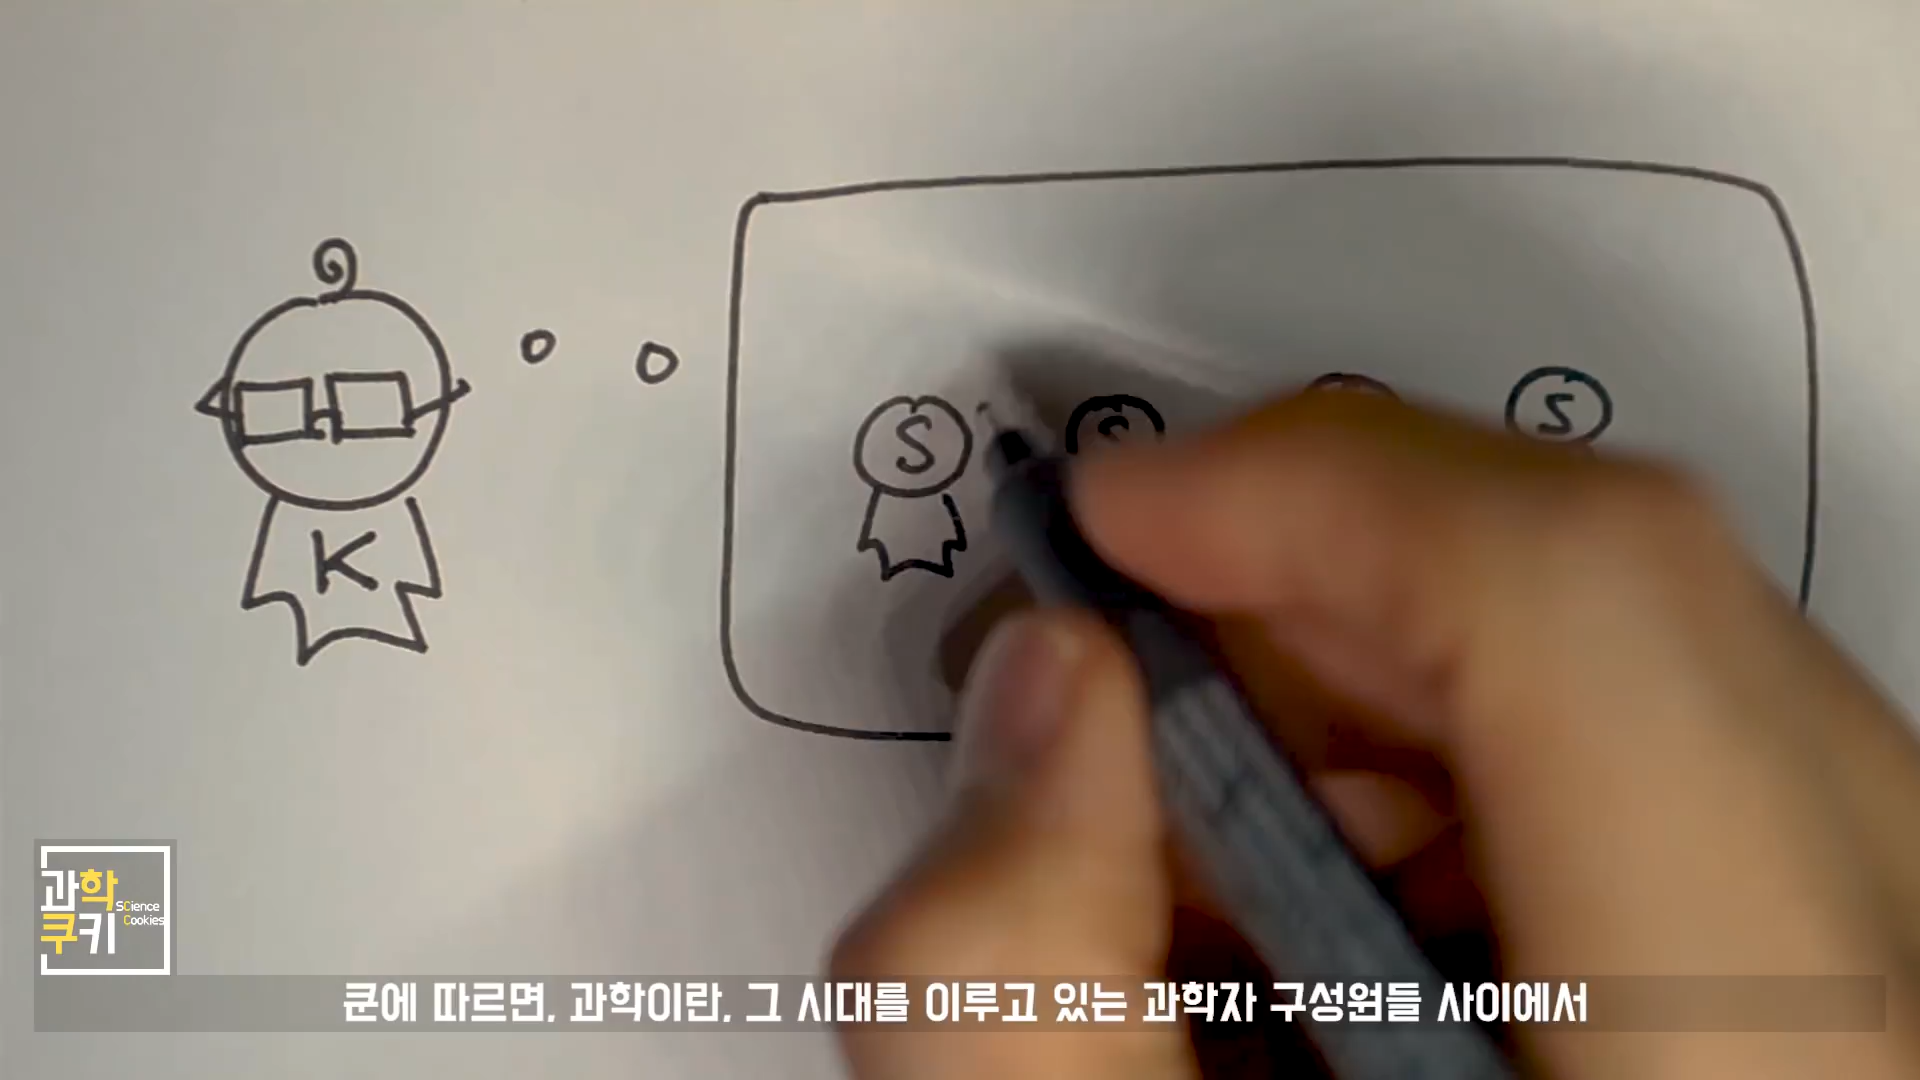 S
S
S
K
과학
SCience
쿠키
Cookies
쿤에 따르면, 과학이란, 그 시대를 이루고 있는 과학자 구성원들 사이에서